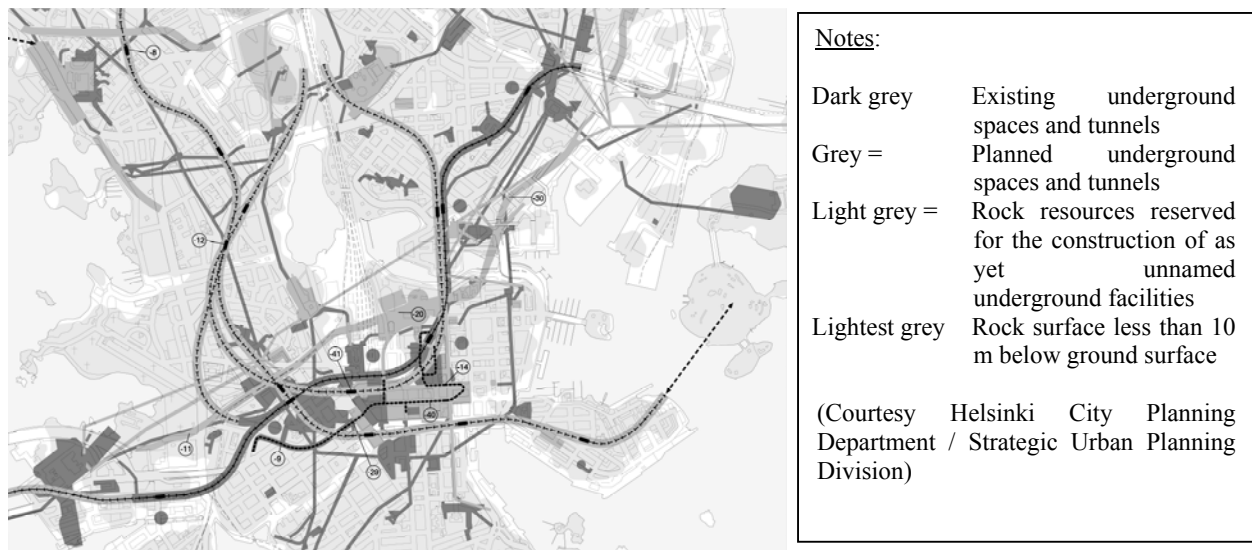 -8
-30
-12
-20
-41
-14
-40
-11
-9
-29
Notes:
Dark grey Existing underground
spaces and tunnels
Grey = Planned underground
spaces and tunnels
Light grey = Rock resources reserved
for the construction of as
yet unnamed
underground facilities
Lightest grey Rock surface less than 10
m below ground surface
(Courtesy Helsinki City Planning
Department / Strategic Urban Planning
Division)